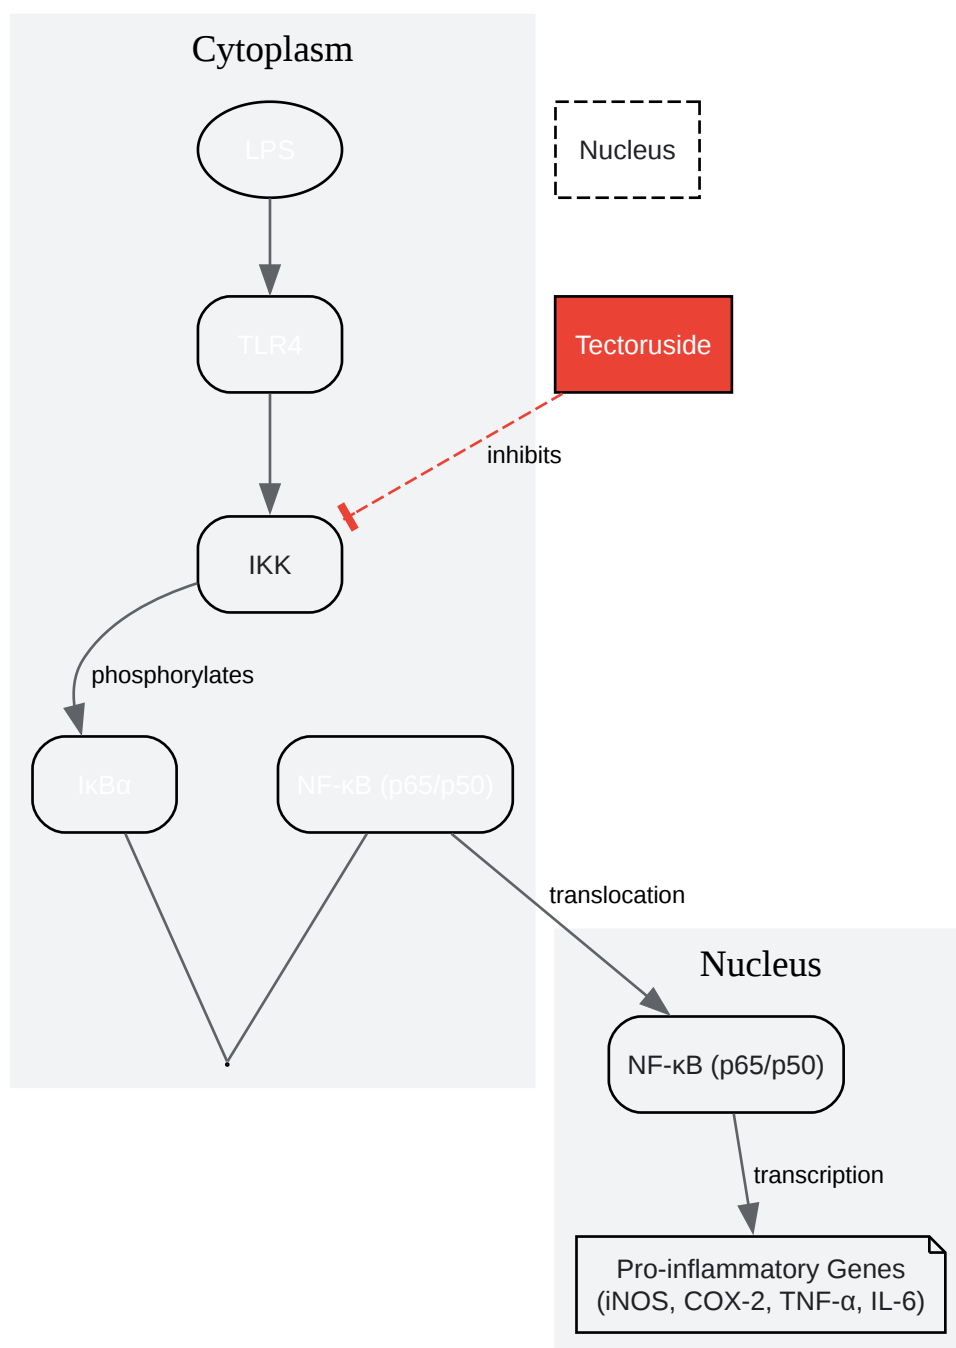 Cytoplasm
LPS
Nucleus
TLR4
Tectoruside
inhibits
IKK
phosphorylates
IκBα
NF-κB (p65/p50)
translocation
Nucleus
NF-κB (p65/p50)
transcription
Pro-inflammatory Genes
(iNOS, COX-2, TNF-α, IL-6)